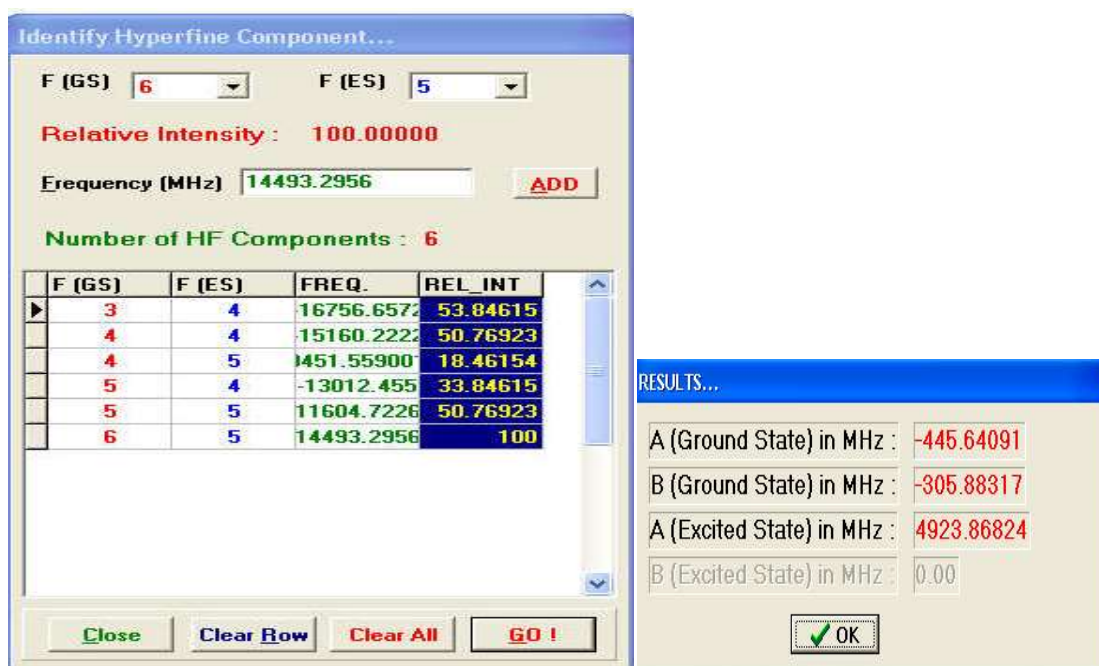 Identify Hyperfine Component...
F (GS) 6 F (ES) 5
Relative Intensity : 100.00000
Frequency (MHz) 14493.2956 ADD
Number of HF Components : 6
F (GS) F (ES) FREQ. REL_INT
3 4 -16756.6572 53.84615
4 4 -15160.2222 50.76923
4 5 451.55900 18.46154
5 4 -13012.455 33.84615
5 5 11604.7226 50.76923
6 5 14493.2956 100
Close Clear Row Clear All GO !
RESULTS...
A (Ground State) in MHz : -445.64091
B (Ground State) in MHz : -305.88317
A (Excited State) in MHz : 4923.86824
B (Excited State) in MHz : 0.00
OK